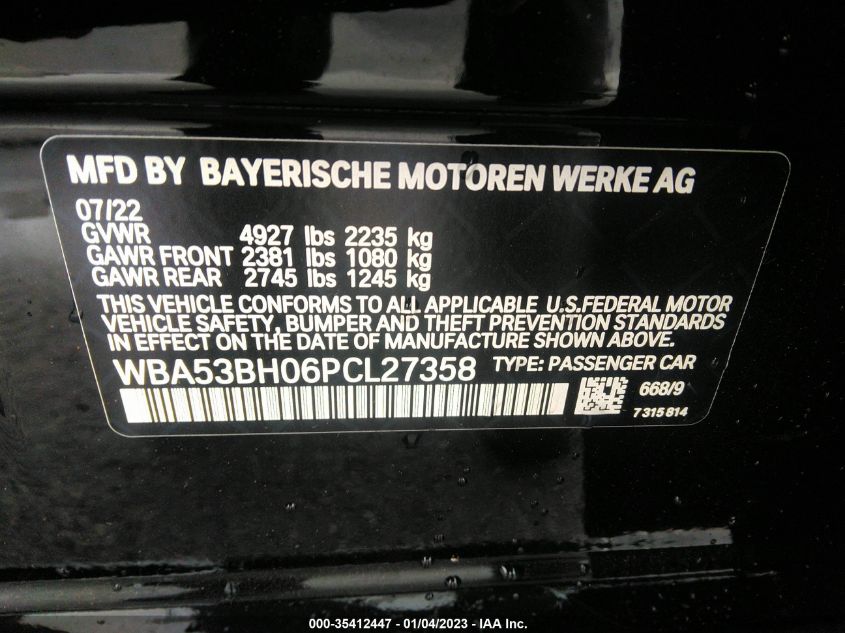 MFD BY BAYERISCHE MOTOREN WERKE AG
07/22
GVWR 4927 lbs 2235 kg
GAWR FRONT 2381 lbs 1080 kg
GAWR REAR 2745 lbs 1245 kg
THIS VEHICLE CONFORMS TO ALL APPLICABLE U.S.FEDERAL MOTOR
VEHICLE SAFETY, BUMPER AND THEFT PREVENTION STANDARDS
IN EFFECT ON THE DATE OF MANUFACTURE SHOWN ABOVE.
WBA53BH06PCL27358 TYPE: PASSENGER CAR
668/9
7 315 814
000-35412447 - 01/04/2023 - IAA Inc.